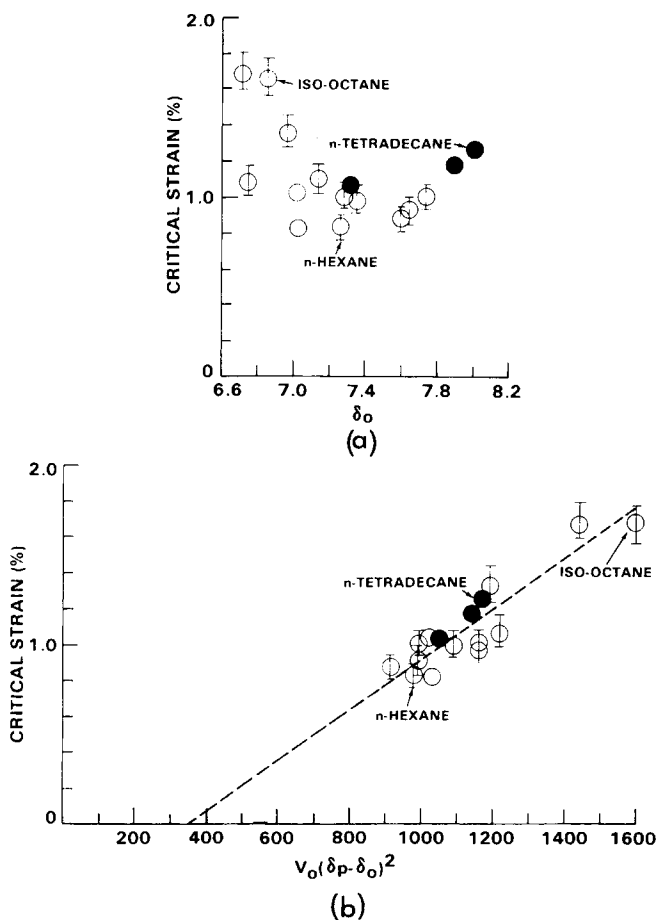 2.0
CRITICAL STRAIN (%)
ISO-OCTANE
n-TETRADECANE
1.0
n-HEXANE
0
6.6 7.0 7.4 7.8 8.2
δo
(a)
2.0
CRITICAL STRAIN (%)
ISO-OCTANE
n-TETRADECANE
1.0
n-HEXANE
0
200 400 600 800 1000 1200 1400 1600
Vo(δp-δo)2
(b)